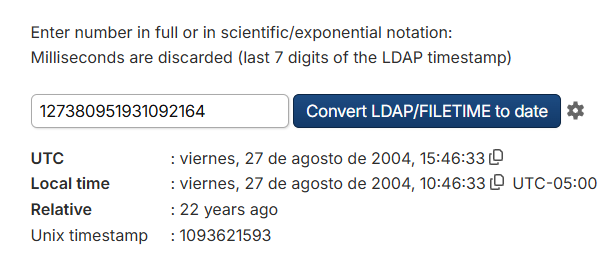 Enter number in full or in scientific/exponential notation:
Milliseconds are discarded (last 7 digits of the LDAP timestamp)
127380951931092164 Convert LDAP/FILETIME to date
UTC : viernes, 27 de agosto de 2004, 15:46:33
Local time : viernes, 27 de agosto de 2004, 10:46:33 UTC-05:00
Relative : 22 years ago
Unix timestamp : 1093621593